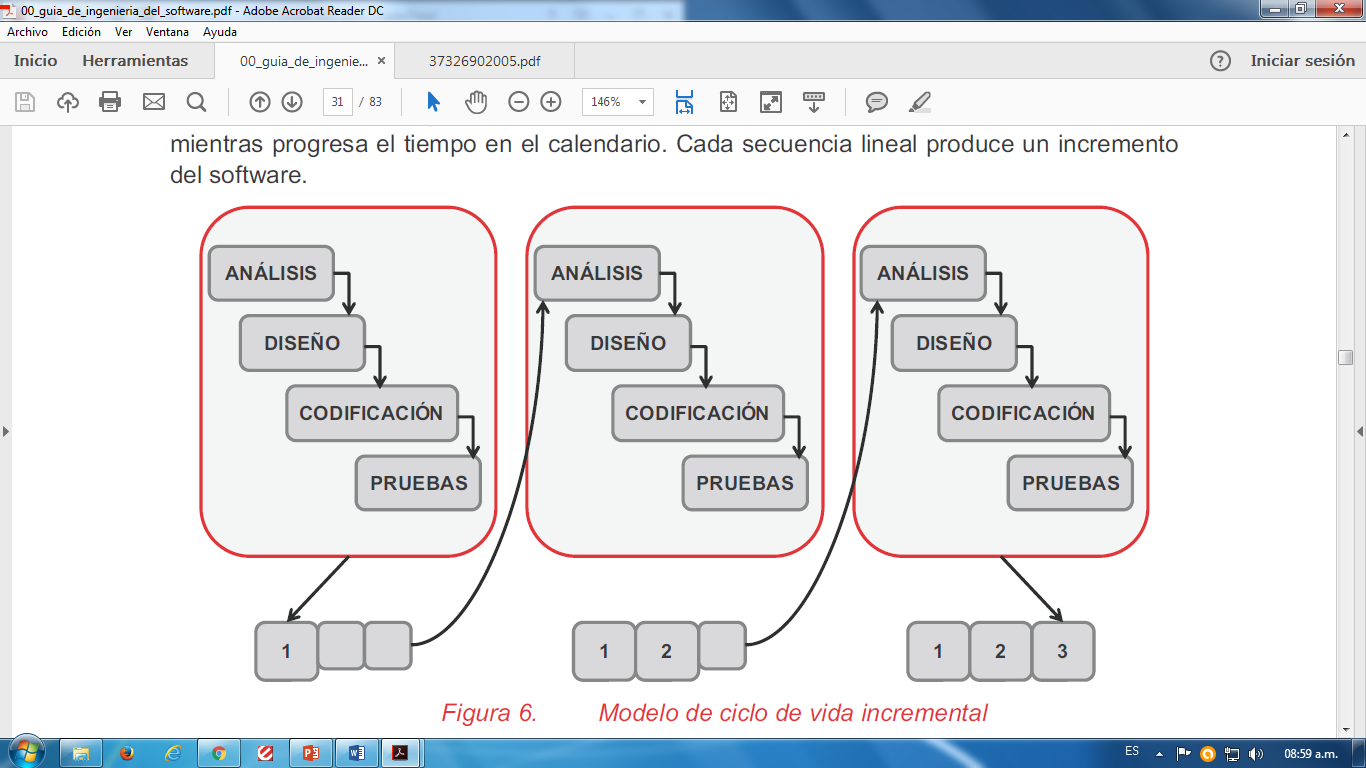 00_guia_de_ingenieria_del_software.pdf - Adobe Acrobat Reader DC
Archivo Edición Ver Ventana Ayuda
Inicio Herramientas 00_guia_de_ingenie... × 37326902005.pdf ? Iniciar sesión
31 / 83 146%
mientras progresa el tiempo en el calendario. Cada secuencia lineal produce un incremento
del software.
ANÁLISIS
DISEÑO
CODIFICACIÓN
PRUEBAS
ANÁLISIS
DISEÑO
CODIFICACIÓN
PRUEBAS
ANÁLISIS
DISEÑO
CODIFICACIÓN
PRUEBAS
1
1 2
1 2 3
Figura 6. Modelo de ciclo de vida incremental
ES 08:59 a.m.